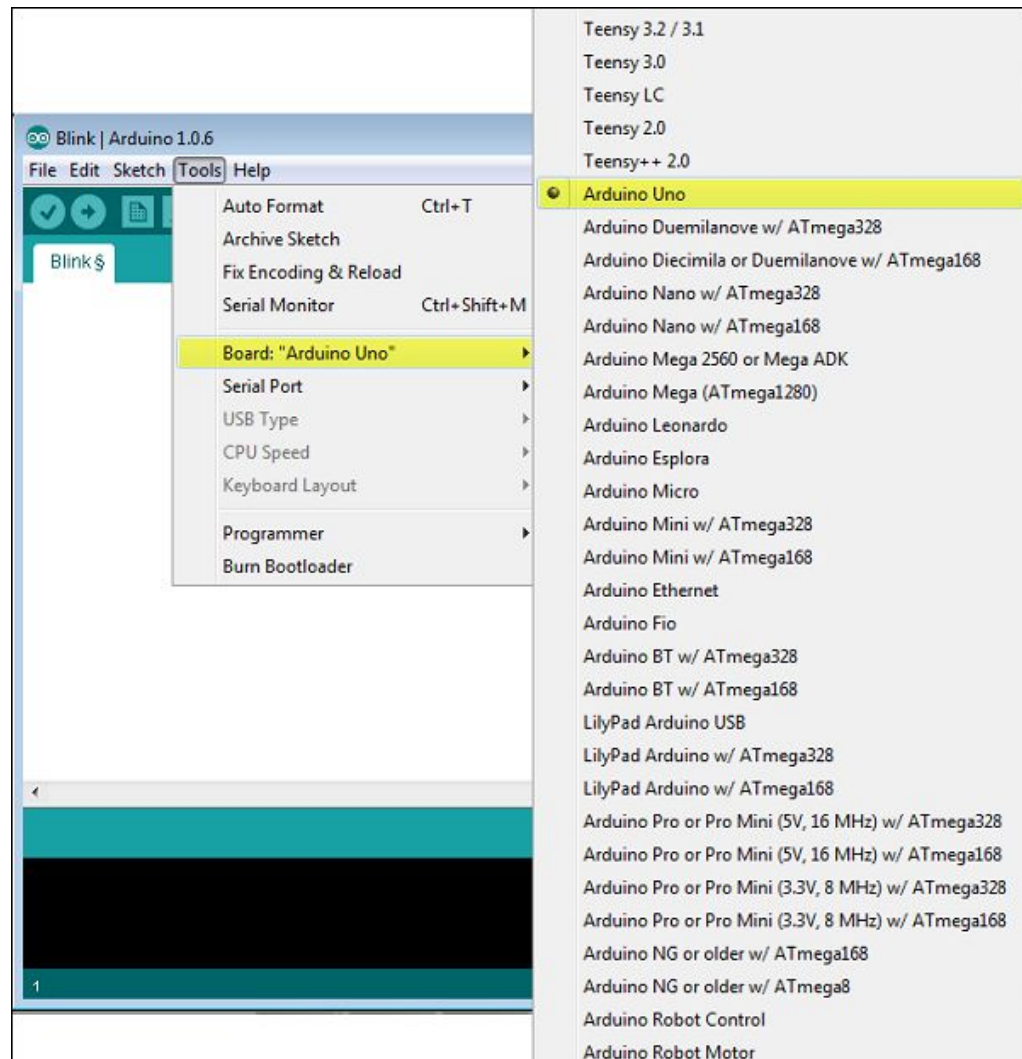 Blink | Arduino 1.0.6
File Edit Sketch Tools Help
Blink §
Auto Format Ctrl+T
Archive Sketch
Fix Encoding & Reload
Serial Monitor Ctrl+Shift+M
Board: "Arduino Uno"
Serial Port
USB Type
CPU Speed
Keyboard Layout
Programmer
Burn Bootloader
1
Teensy 3.2 / 3.1
Teensy 3.0
Teensy LC
Teensy 2.0
Teensy++ 2.0
Arduino Uno
Arduino Duemilanove w/ ATmega328
Arduino Diecimila or Duemilanove w/ ATmega168
Arduino Nano w/ ATmega328
Arduino Nano w/ ATmega168
Arduino Mega 2560 or Mega ADK
Arduino Mega (ATmega1280)
Arduino Leonardo
Arduino Esplora
Arduino Micro
Arduino Mini w/ ATmega328
Arduino Mini w/ ATmega168
Arduino Ethernet
Arduino Fio
Arduino BT w/ ATmega328
Arduino BT w/ ATmega168
LilyPad Arduino USB
LilyPad Arduino w/ ATmega328
LilyPad Arduino w/ ATmega168
Arduino Pro or Pro Mini (5V, 16 MHz) w/ ATmega328
Arduino Pro or Pro Mini (5V, 16 MHz) w/ ATmega168
Arduino Pro or Pro Mini (3.3V, 8 MHz) w/ ATmega328
Arduino Pro or Pro Mini (3.3V, 8 MHz) w/ ATmega168
Arduino NG or older w/ ATmega168
Arduino NG or older w/ ATmega8
Arduino Robot Control
Arduino Robot Motor